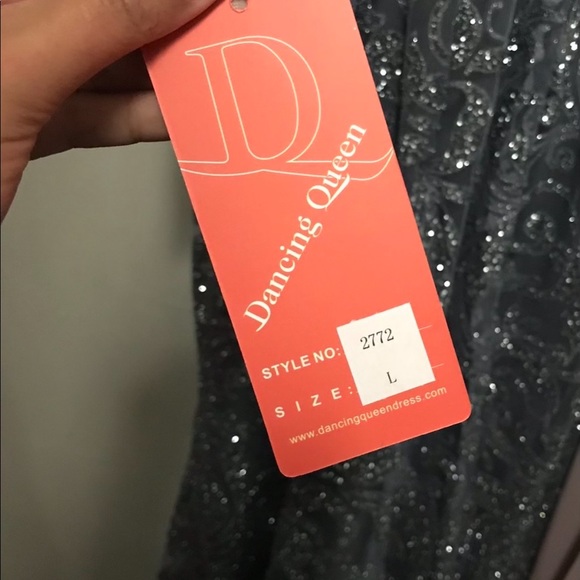 DQ
Dancing Queen
STYLE NO: 2772
SIZE: L
www.dancingqueendress.com